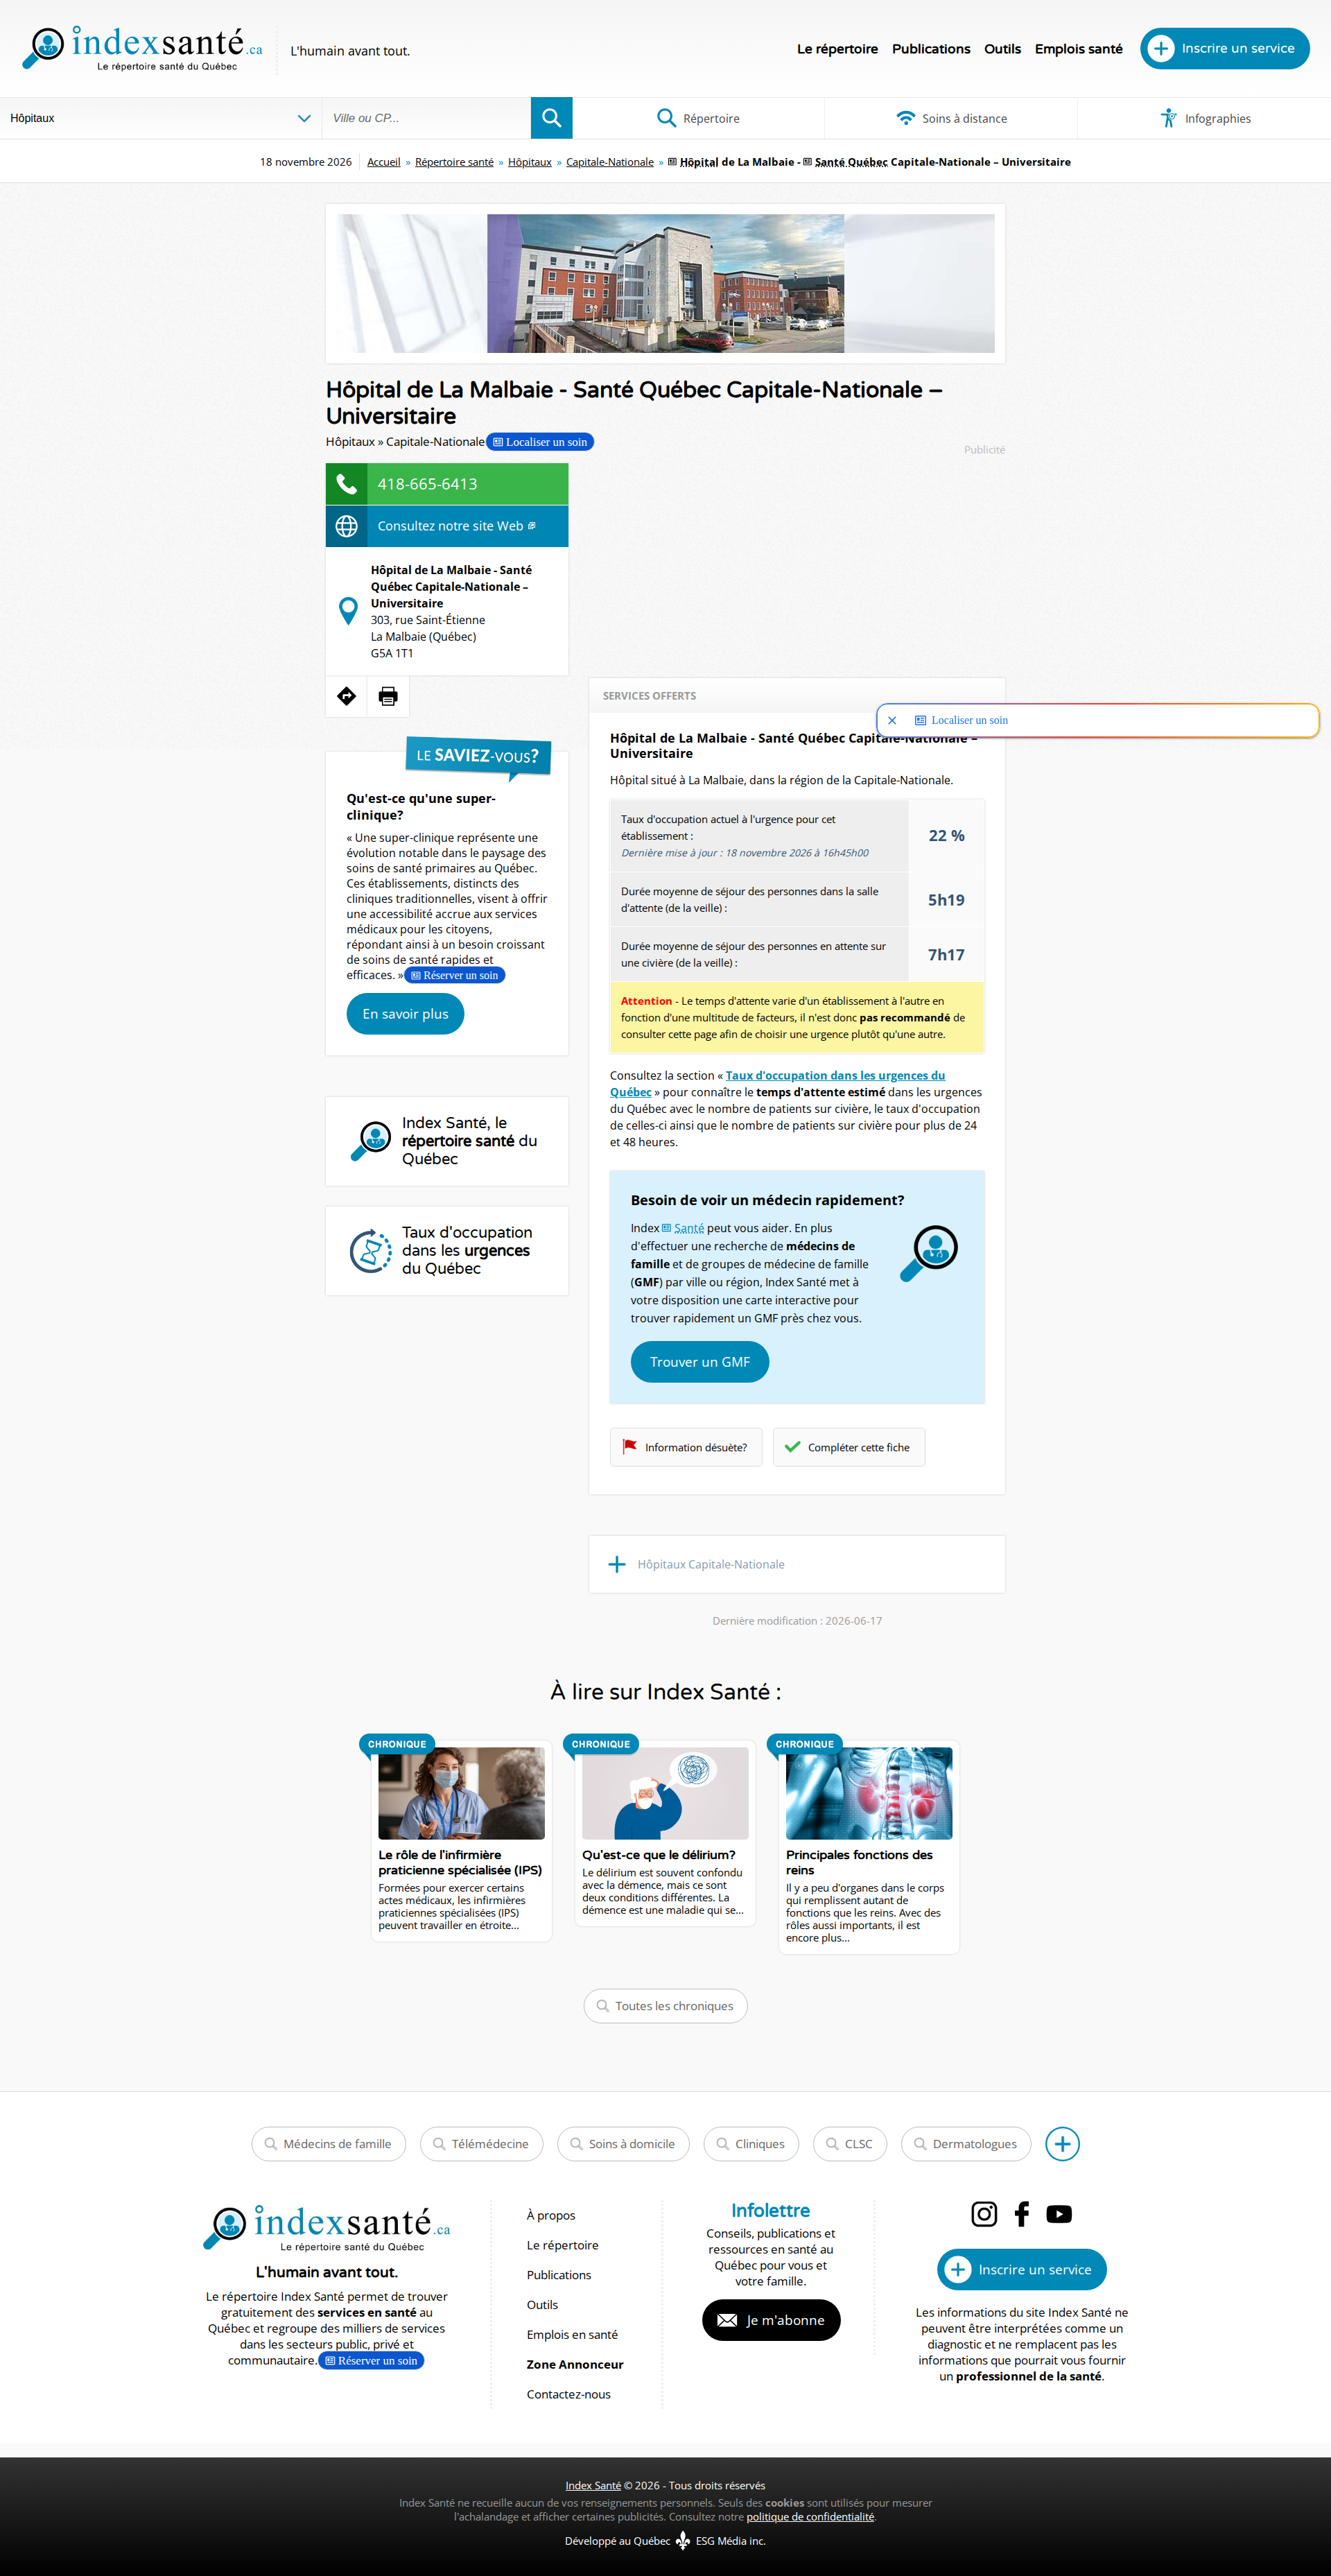 indexsanté.ca
Le répertoire santé du Québec
L'humain avant tout.
Le répertoire
Publications
Outils
Emplois santé
Inscrire un service
Hôpitaux
Ville ou CP...
Répertoire
Soins à distance
Infographies
18 novembre 2026 Accueil » Répertoire santé » Hôpitaux » Capitale-Nationale » Hôpital de La Malbaie - Santé Québec Capitale-Nationale – Universitaire
Hôpital de La Malbaie - Santé Québec Capitale-Nationale –
Universitaire
Hôpitaux » Capitale-Nationale Localiser un soin
Publicité
418-665-6413
Consultez notre site Web
Hôpital de La Malbaie - Santé
Québec Capitale-Nationale –
Universitaire
303, rue Saint-Étienne
La Malbaie (Québec)
G5A 1T1
LE SAVIEZ-VOUS?
Qu'est-ce qu'une super-
clinique?
« Une super-clinique représente une
évolution notable dans le paysage des
soins de santé primaires au Québec.
Ces établissements, distincts des
cliniques traditionnelles, visent à offrir
une accessibilité accrue aux services
médicaux pour les citoyens,
répondant ainsi à un besoin croissant
de soins de santé rapides et
efficaces. » Réserver un soin
En savoir plus
Index Santé, le
répertoire santé du
Québec
Taux d'occupation
dans les urgences
du Québec
SERVICES OFFERTS
Localiser un soin
Hôpital de La Malbaie - Santé Québec Capitale-Nationale –
Universitaire
Hôpital situé à La Malbaie, dans la région de la Capitale-Nationale.
Taux d'occupation actuel à l'urgence pour cet
établissement :
Dernière mise à jour : 18 novembre 2026 à 16h45h00
22 %
Durée moyenne de séjour des personnes dans la salle
d'attente (de la veille) :
5h19
Durée moyenne de séjour des personnes en attente sur
une civière (de la veille) :
7h17
Attention - Le temps d'attente varie d'un établissement à l'autre en
fonction d'une multitude de facteurs, il n'est donc pas recommandé de
consulter cette page afin de choisir une urgence plutôt qu'une autre.
Consultez la section « Taux d'occupation dans les urgences du
Québec » pour connaître le temps d'attente estimé dans les urgences
du Québec avec le nombre de patients sur civière, le taux d'occupation
de celles-ci ainsi que le nombre de patients sur civière pour plus de 24
et 48 heures.
Besoin de voir un médecin rapidement?
Index Santé peut vous aider. En plus
d'effectuer une recherche de médecins de
famille et de groupes de médecine de famille
(GMF) par ville ou région, Index Santé met à
votre disposition une carte interactive pour
trouver rapidement un GMF près chez vous.
Trouver un GMF
Information désuète?
Compléter cette fiche
Hôpitaux Capitale-Nationale
Dernière modification : 2026-06-17
À lire sur Index Santé :
CHRONIQUE
Le rôle de l'infirmière
praticienne spécialisée (IPS)
Formées pour exercer certains
actes médicaux, les infirmières
praticiennes spécialisées (IPS)
peuvent travailler en étroite...
CHRONIQUE
Qu'est-ce que le délirium?
Le délirium est souvent confondu
avec la démence, mais ce sont
deux conditions différentes. La
démence est une maladie qui se...
CHRONIQUE
Principales fonctions des
reins
Il y a peu d'organes dans le corps
qui remplissent autant de
fonctions que les reins. Avec des
rôles aussi importants, il est
encore plus...
Toutes les chroniques
Médecins de famille
Télémédecine
Soins à domicile
Cliniques
CLSC
Dermatologues
indexsanté.ca
Le répertoire santé du Québec
L'humain avant tout.
Le répertoire Index Santé permet de trouver
gratuitement des services en santé au
Québec et regroupe des milliers de services
dans les secteurs public, privé et
communautaire. Réserver un soin
À propos
Le répertoire
Publications
Outils
Emplois en santé
Zone Annonceur
Contactez-nous
Infolettre
Conseils, publications et
ressources en santé au
Québec pour vous et
votre famille.
Je m'abonne
Inscrire un service
Les informations du site Index Santé ne
peuvent être interprétées comme un
diagnostic et ne remplacent pas les
informations que pourrait vous fournir
un professionnel de la santé.
Index Santé © 2026 - Tous droits réservés
Index Santé ne recueille aucun de vos renseignements personnels. Seuls des cookies sont utilisés pour mesurer
l'achalandage et afficher certaines publicités. Consultez notre politique de confidentialité.
Développé au Québec ESG Média inc.